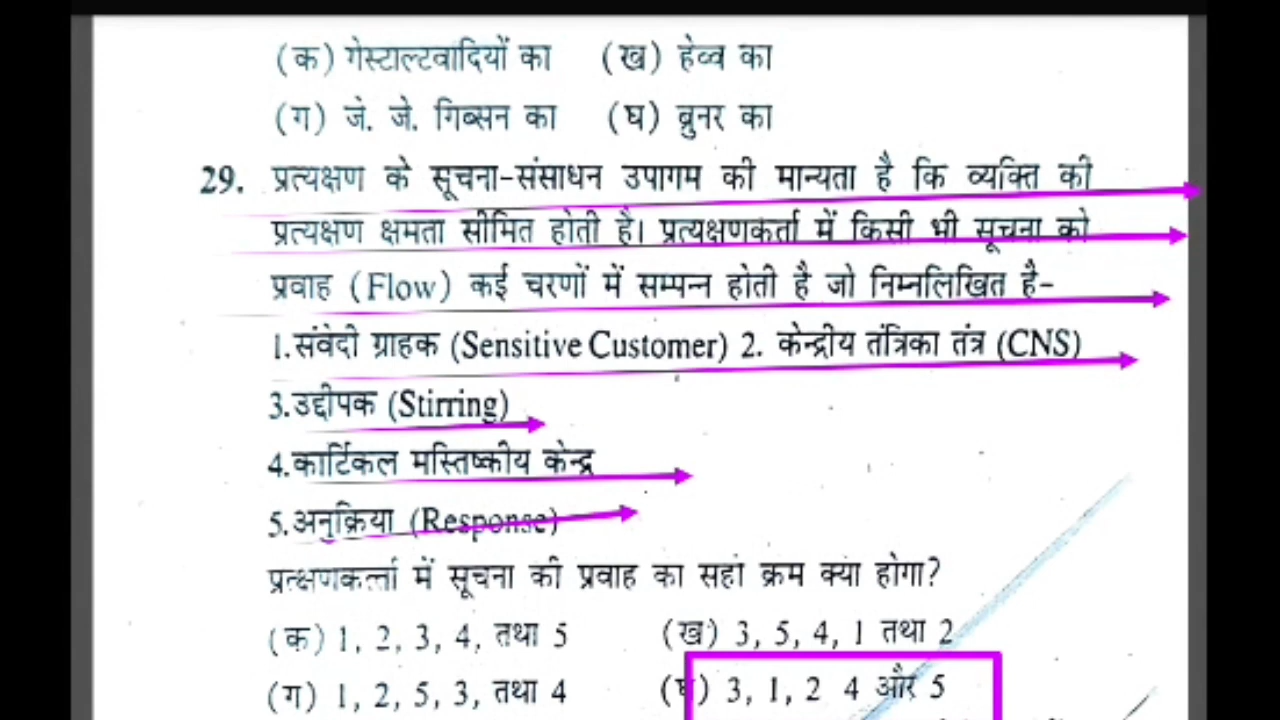 (क) गेस्टाल्टवादियों का (ख) हेब्ब का
(ग) जे. जे. गिब्सन का (घ) ब्रुनर का
29. प्रत्यक्षण के सूचना-संसाधन उपागम की मान्यता है कि व्यक्ति की
प्रत्यक्षण क्षमता सीमित होती है। प्रत्यक्षणकर्ता में किसी भी सूचना को
प्रवाह (Flow) कई चरणों में सम्पन्न होती है जो निम्नलिखित है-
1.संवेदी ग्राहक (Sensitive Customer) 2. केन्द्रीय तंत्रिका तंत्र (CNS)
3.उद्दीपक (Stirring)
4.कार्टिकल मस्तिष्कीय केन्द्र
5.अनुक्रिया (Response)
प्रत्क्षणकर्त्ता में सूचना की प्रवाह का सही क्रम क्या होगा?
(क) 1, 2, 3, 4, तथा 5 (ख) 3, 5, 4, 1 तथा 2
(ग) 1, 2, 5, 3, तथा 4 (घ) 3, 1, 2 4 और 5